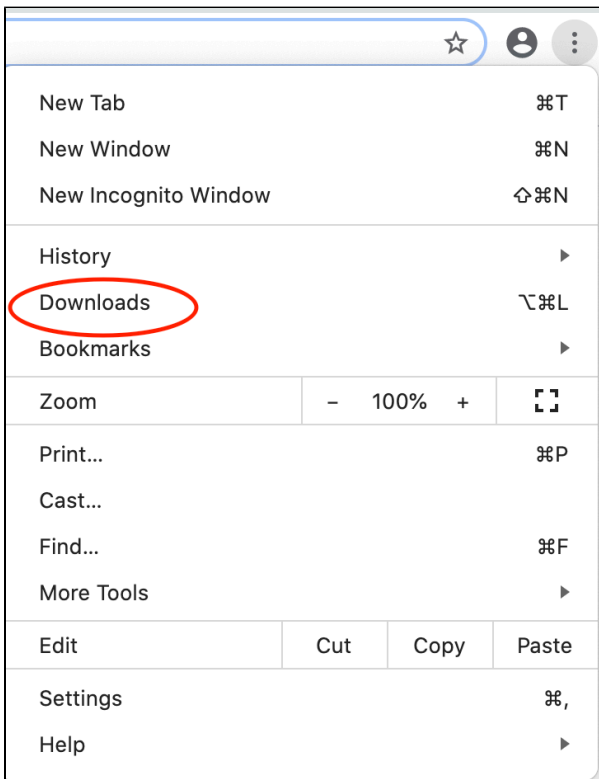 New Tab ⌘T
New Window ⌘N
New Incognito Window ⇧⌘N
History
Downloads ⌥⌘L
Bookmarks
Zoom - 100% +
Print... ⌘P
Cast...
Find... ⌘F
More Tools
Edit Cut Copy Paste
Settings ⌘,
Help